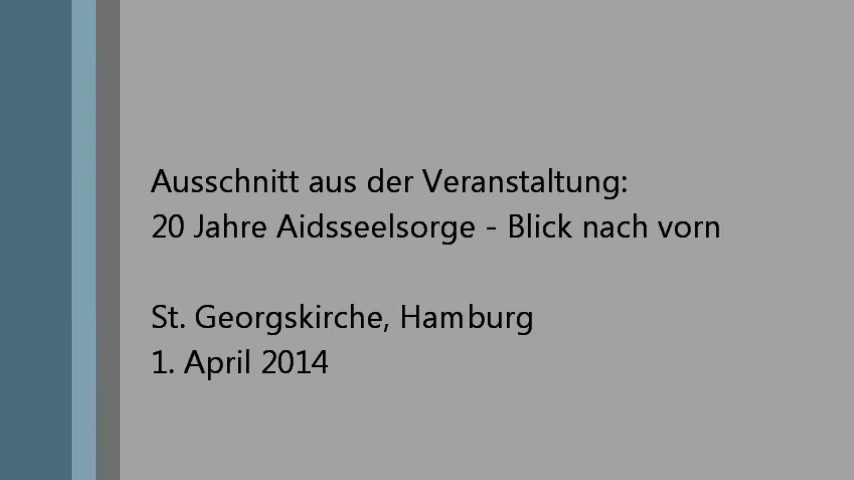 Ausschnitt aus der Veranstaltung:
20 Jahre Aidsseelsorge - Blick nach vorn
St. Georgskirche, Hamburg
1. April 2014